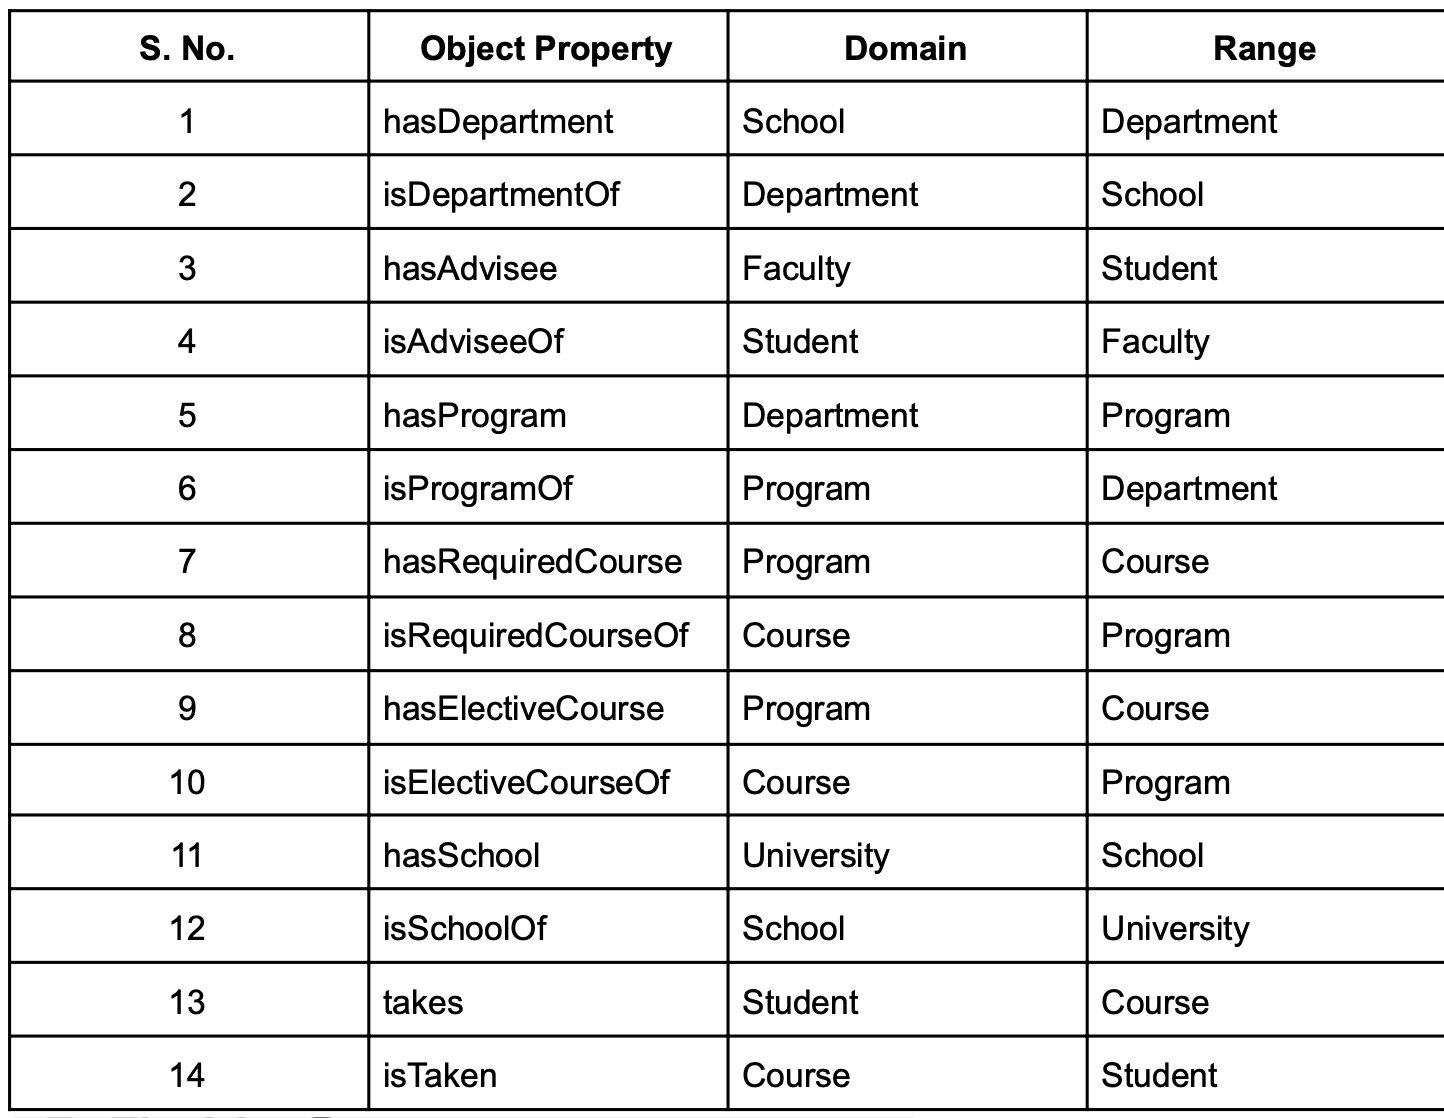 S. No. Object Property Domain Range
1 hasDepartment School Department
2 isDepartmentOf Department School
3 hasAdvisee Faculty Student
4 isAdviseeOf Student Faculty
5 hasProgram Department Program
6 isProgramOf Program Department
7 hasRequiredCourse Program Course
8 isRequiredCourseOf Course Program
9 hasElectiveCourse Program Course
10 isElectiveCourseOf Course Program
11 hasSchool University School
12 isSchoolOf School University
13 takes Student Course
14 isTaken Course Student